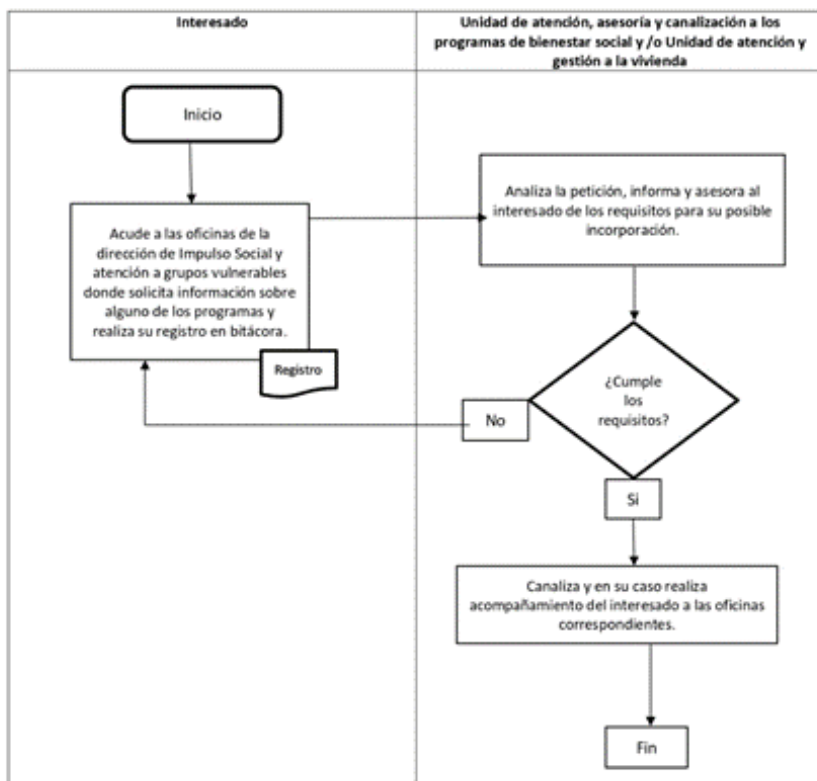 Interesado
Unidad de atención, asesoría y canalización a los
programas de bienestar social y /o Unidad de atención y
gestión a la vivienda
Inicio
Acude a las oficinas de la
dirección de Impulso Social y
atención a grupos vulnerables
donde solicita información sobre
alguno de los programas y
realiza su registro en bitácora.
Registro
Analiza la petición, informa y asesora al
interesado de los requisitos para su posible
incorporación.
¿Cumple
los
requisitos?
No
Si
Canaliza y en su caso realiza
acompañamiento del interesado a las oficinas
correspondientes.
Fin